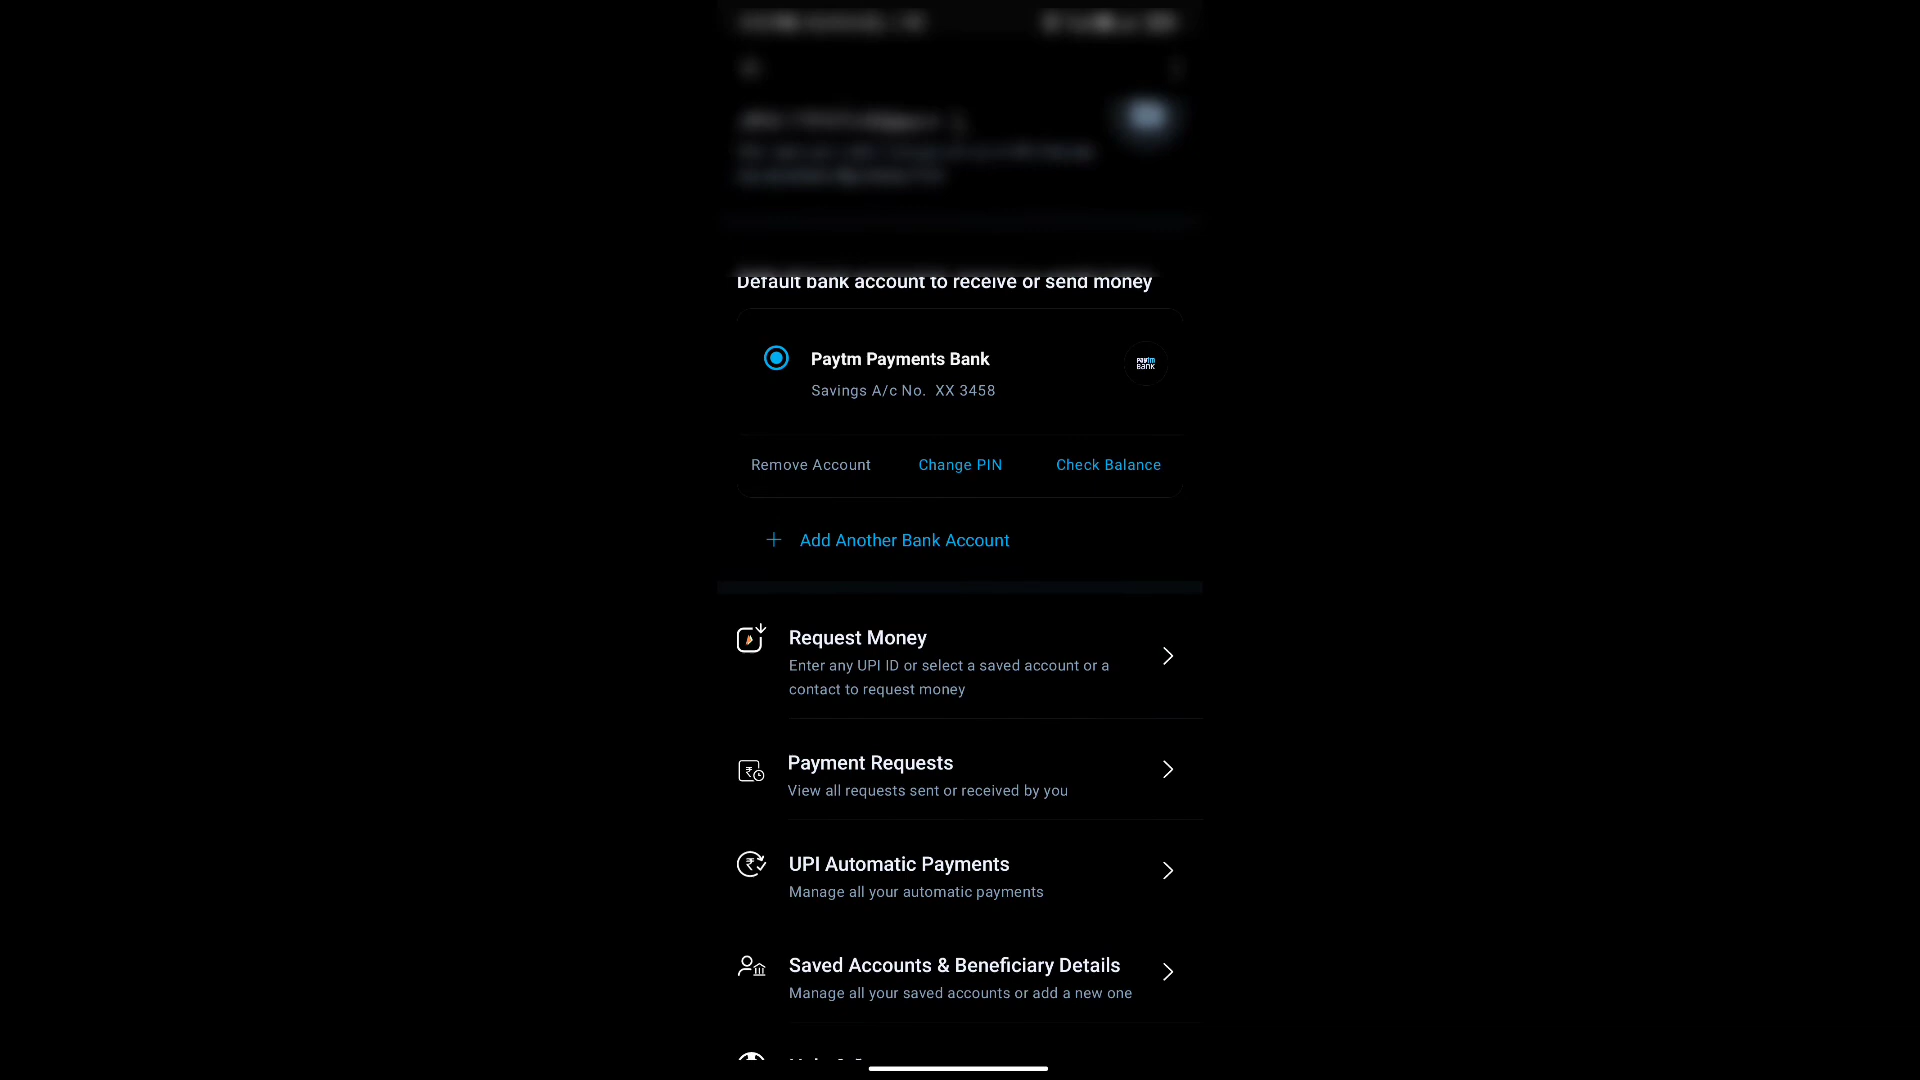 Default bank account to receive or send money
Paytm Payments Bank
paytm
BANK
Savings A/c No. XX 3458
Remove Account
Change PIN
Check Balance
Add Another Bank Account
Request Money
Enter any UPI ID or select a saved account or a
contact to request money
Payment Requests
View all requests sent or received by you
UPI Automatic Payments
Manage all your automatic payments
Saved Accounts & Beneficiary Details
Manage all your saved accounts or add a new one